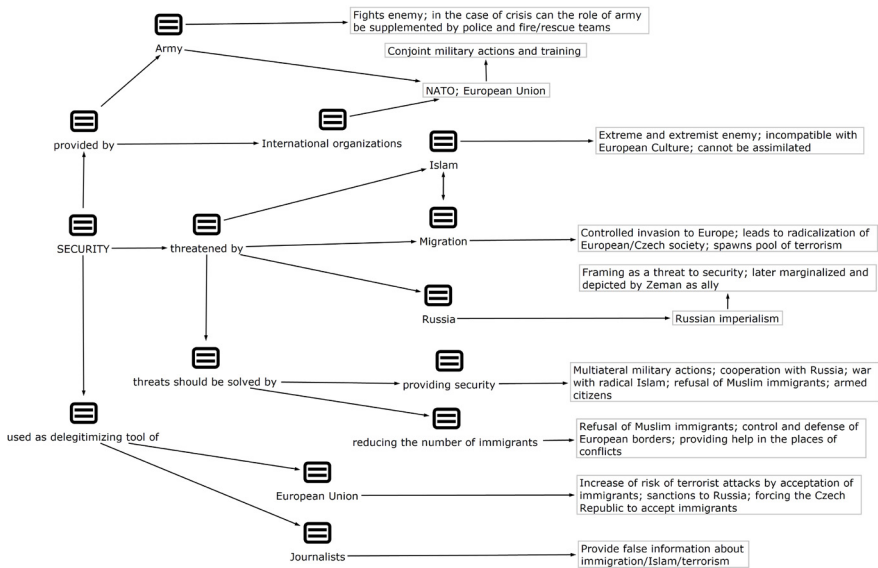 Fights enemy; in the case of crisis can the role of army
be supplemented by police and fire/rescue teams
Army
Conjoint military actions and training
NATO; European Union
provided by
International organizations
Extreme and extremist enemy; incompatible with
European Culture; cannot be assimilated
Islam
SECURITY
threatened by
Migration
Controlled invasion to Europe; leads to radicalization of
European/Czech society; spawns pool of terrorism
Framing as a threat to security; later marginalized and
depicted by Zeman as ally
Russia
Russian imperialism
threats should be solved by
providing security
Multiateral military actions; cooperation with Russia; war
with radical Islam; refusal of Muslim immigrants; armed
citizens
used as delegitimizing tool of
reducing the number of immigrants
Refusal of Muslim immigrants; control and defense of
European borders; providing help in the places of
conflicts
European Union
Increase of risk of terrorist attacks by acceptation of
immigrants; sanctions to Russia; forcing the Czech
Republic to accept immigrants
Journalists
Provide false information about
immigration/Islam/terrorism